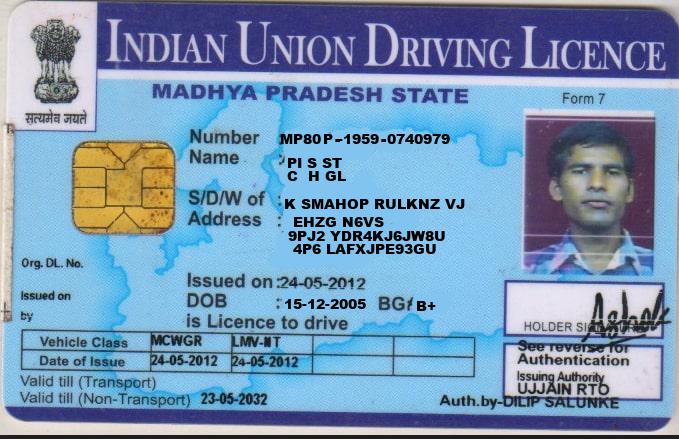 INDIAN UNION DRIVING LICENCE
सत्यमेव जयते
MADHYA PRADESH STATE
Form 7
Number MP80P-1959-0740979
Name : PI S ST
C H GL
S/D/W of : K SMAHOP RULKNZ VJ
Address : EHZG N6VS
9PJ2 YDR4KJ6JW8U
4P6 LAFXJPE93GU
Org. DL. No.
Issued on
by
Issued on :24-05-2012
DOB :15-12-2005 BG/ B+
is Licence to drive
Vehicle Class MCWGR LMV-NT
Date of Issue 24-05-2012 24-05-2012
Valid till (Transport)
Valid till (Non-Transport) 23-05-2032
HOLDER SIGNATURE
See reverse for
Authentication
Issuing Authority
UJJAIN RTO
Auth.by-DILIP SALUNKE